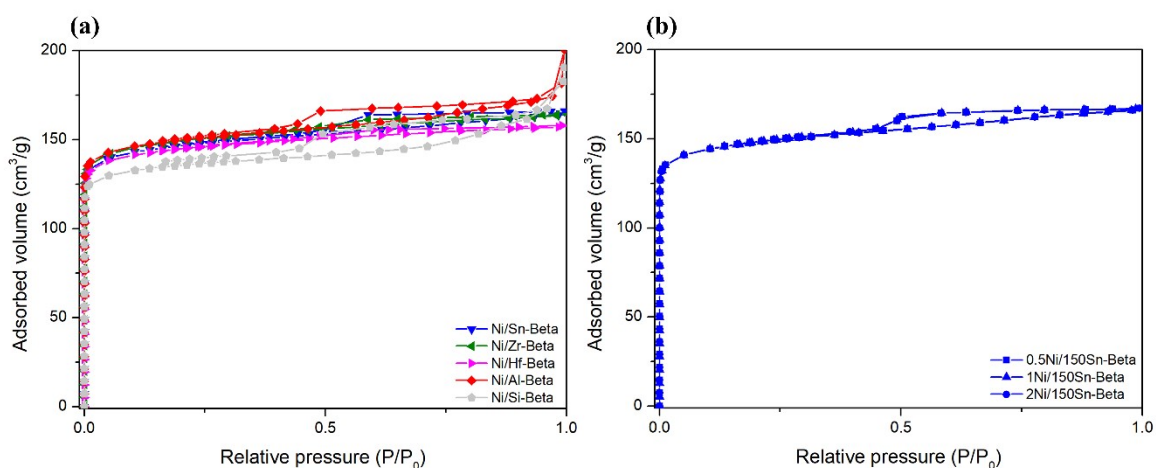 (a)
Adsorbed volume (cm³/g)
200
150
100
50
0
Ni/Sn-Beta
Ni/Zr-Beta
Ni/Hf-Beta
Ni/Al-Beta
Ni/Si-Beta
0.0 0.5 1.0
Relative pressure (P/P₀)
(b)
Adsorbed volume (cm³/g)
200
150
100
50
0
0.5Ni/150Sn-Beta
1Ni/150Sn-Beta
2Ni/150Sn-Beta
0.0 0.5 1.0
Relative pressure (P/P₀)